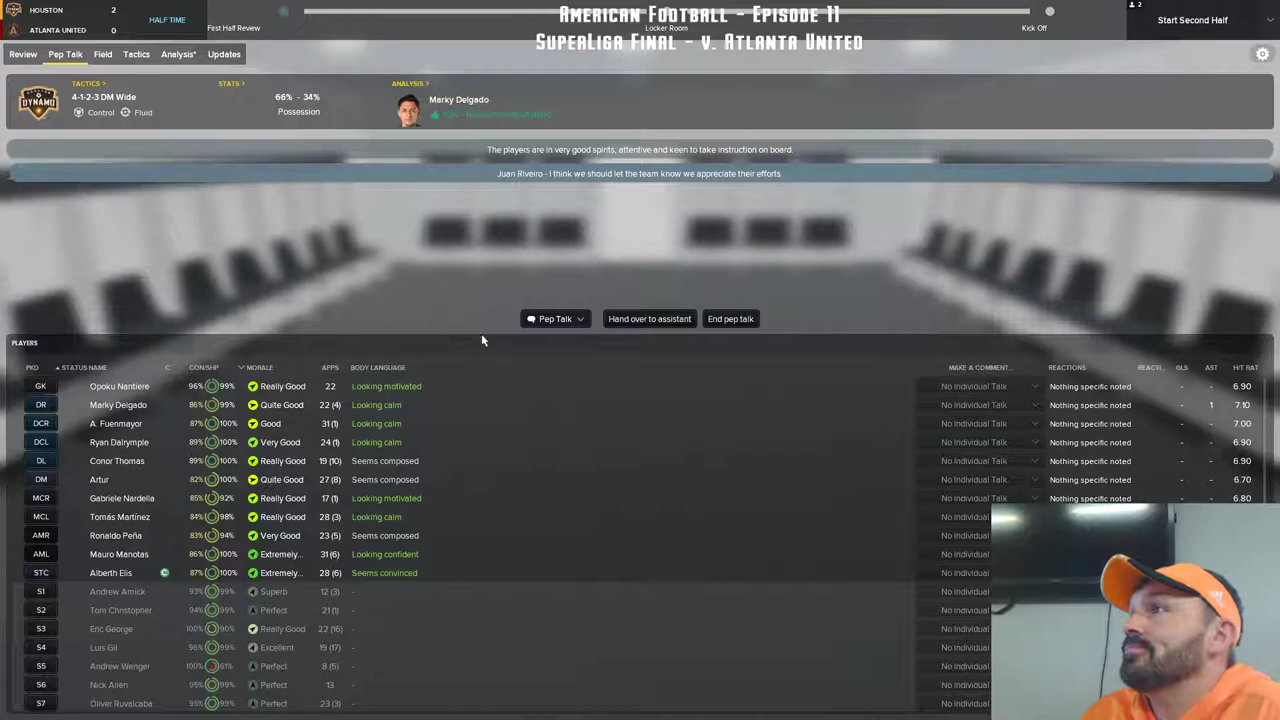 HOUSTON 2
ATLANTA UNITED 0
HALF TIME
First Half Review
Locker Room
Kick Off
American Football - Episode 11
SuperLiga Final - v. Atlanta United
2
Start Second Half
Review Pep Talk Field Tactics Analysis* Updates
DYNAMO
TACTICS >
4-1-2-3 DM Wide
Control Fluid
STATS >
66% - 34%
Possession
ANALYSIS >
Marky Delgado
The players are in very good spirits, attentive and keen to take instruction on board.
Juan Riveiro - I think we should let the team know we appreciate their efforts.
Pep Talk Hand over to assistant End pep talk
PLAYERS
PKD STATUS NAME C CON/SHP MORALE APPS BODY LANGUAGE MAKE A COMMENT... REACTIONS REACTI... GLS AST H/T RAT
GK Opoku Nantiere 96% 99% Really Good 22 Looking motivated No Individual Talk Nothing specific noted - - 6.90
DR Marky Delgado 86% 99% Quite Good 22 (4) Looking calm No Individual Talk Nothing specific noted - 1 7.10
DCR A. Fuenmayor 87% 100% Good 31 (1) Looking calm No Individual Talk Nothing specific noted - - 7.00
DCL Ryan Dalrymple 89% 100% Very Good 24 (1) Looking calm No Individual Talk Nothing specific noted - - 6.90
DL Conor Thomas 89% 100% Really Good 19 (10) Seems composed No Individual Talk Nothing specific noted - - 6.90
DM Artur 82% 100% Quite Good 27 (8) Seems composed No Individual Talk Nothing specific noted - - 6.70
MCR Gabriele Nardella 85% 92% Really Good 17 (1) Looking motivated No Individual Talk Nothing specific noted - - 6.80
MCL Tomás Martínez 84% 98% Really Good 28 (3) Looking calm No Individual
AMR Ronaldo Peña 83% 94% Very Good 23 (5) Seems composed No Individual
AML Mauro Manotas 86% 100% Extremely... 31 (6) Looking confident No Individual
STC Alberth Elis C 87% 100% Extremely... 28 (6) Seems convinced No Individual
S1 Andrew Amick 93% 99% Superb 12 (3) - No Individual
S2 Tom Christopher 94% 99% Perfect 21 (1) - No Individual
S3 Eric George 100% 90% Really Good 22 (16) - No Individual
S4 Luis Gil 96% 99% Excellent 19 (17) - No Individual
S5 Andrew Wenger 100% 61% Perfect 8 (5) - No Individual
S6 Nick Allen 95% 99% Perfect 13 - No Individual
S7 Óliver Ruvalcaba 95% 99% Perfect 23 (3) - No Individual